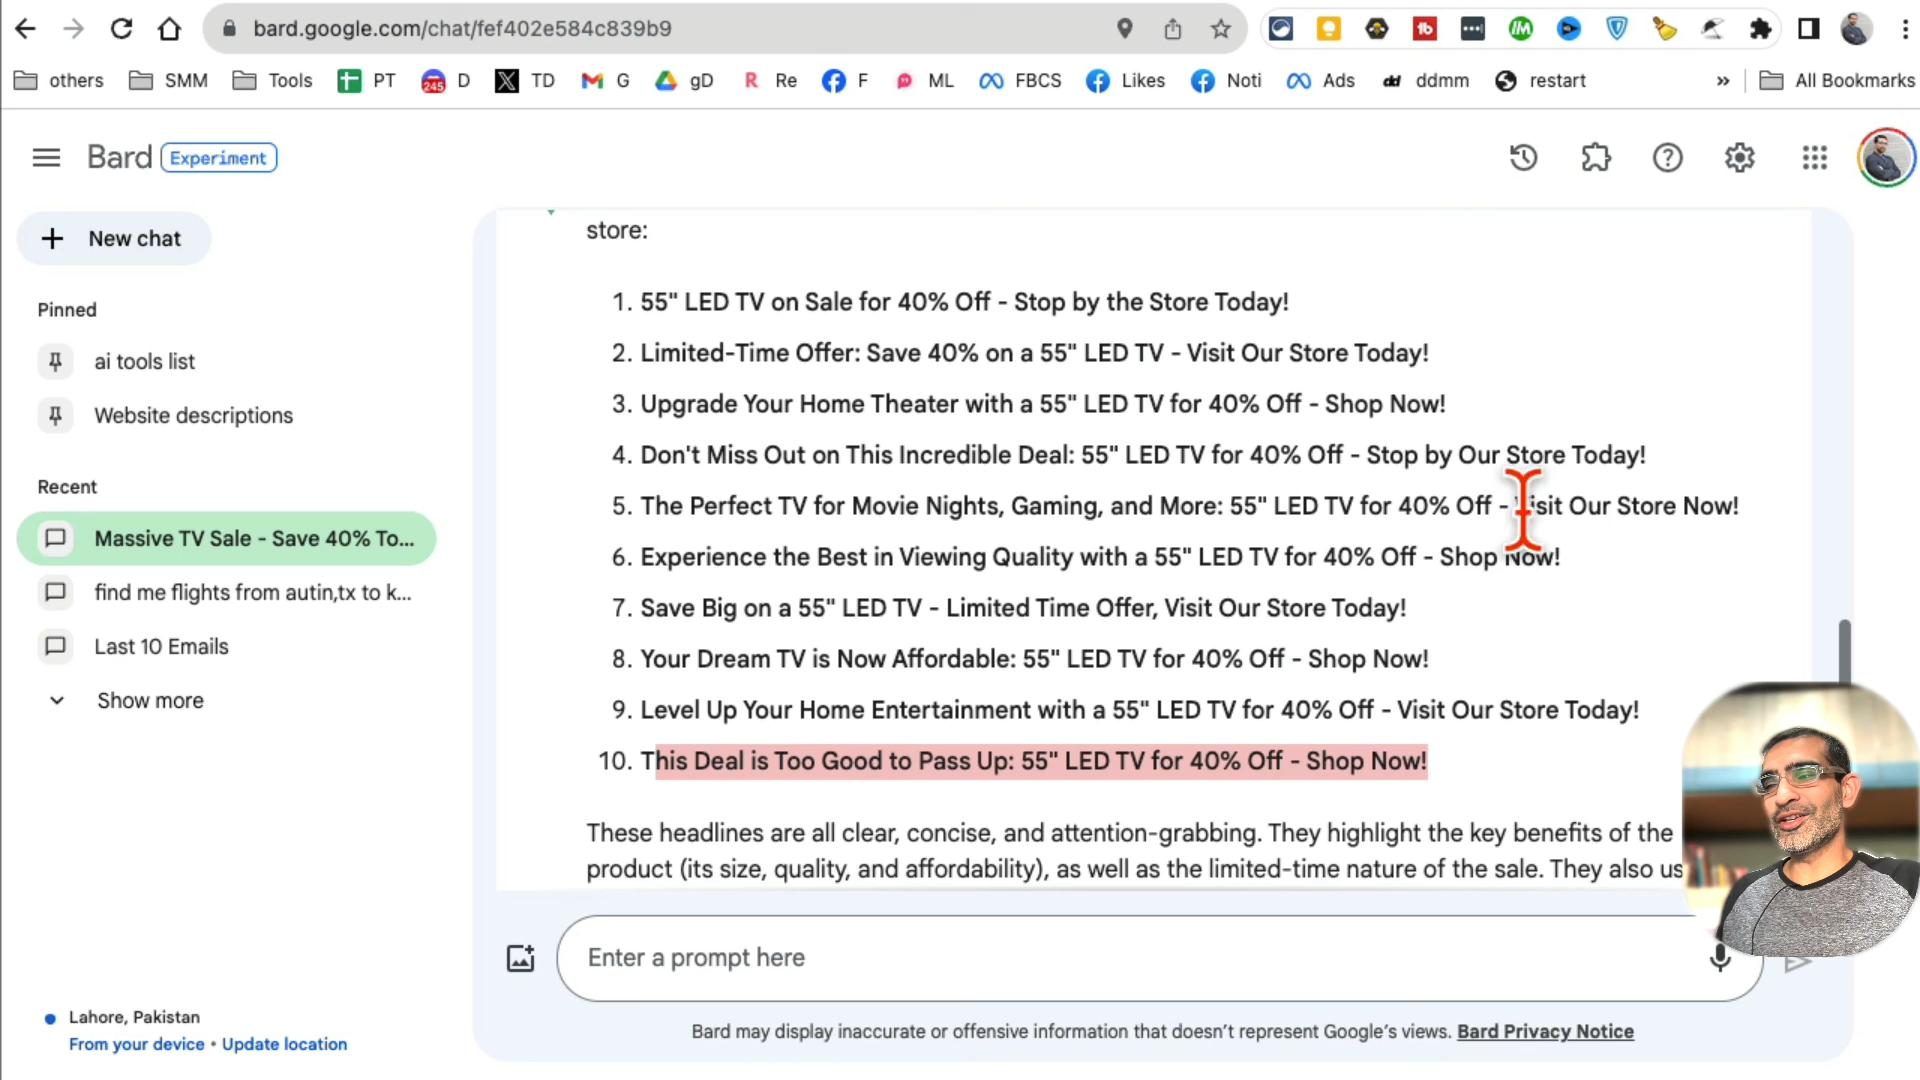 bard.google.com/chat/fef402e584c839b9
others SMM Tools PT 245 D TD G gD R Re F ML FBCS Likes Noti Ads dd ddmm restart » All Bookmarks
Bard Experiment
New chat
Pinned
ai tools list
Website descriptions
Recent
Massive TV Sale - Save 40% To...
find me flights from autin,tx to k...
Last 10 Emails
Show more
Lahore, Pakistan
From your device • Update location
store:
1. 55" LED TV on Sale for 40% Off - Stop by the Store Today!
2. Limited-Time Offer: Save 40% on a 55" LED TV - Visit Our Store Today!
3. Upgrade Your Home Theater with a 55" LED TV for 40% Off - Shop Now!
4. Don't Miss Out on This Incredible Deal: 55" LED TV for 40% Off - Stop by Our Store Today!
5. The Perfect TV for Movie Nights, Gaming, and More: 55" LED TV for 40% Off - Visit Our Store Now!
6. Experience the Best in Viewing Quality with a 55" LED TV for 40% Off - Shop Now!
7. Save Big on a 55" LED TV - Limited Time Offer, Visit Our Store Today!
8. Your Dream TV is Now Affordable: 55" LED TV for 40% Off - Shop Now!
9. Level Up Your Home Entertainment with a 55" LED TV for 40% Off - Visit Our Store Today!
10. This Deal is Too Good to Pass Up: 55" LED TV for 40% Off - Shop Now!
These headlines are all clear, concise, and attention-grabbing. They highlight the key benefits of the
product (its size, quality, and affordability), as well as the limited-time nature of the sale. They also us
Enter a prompt here
Bard may display inaccurate or offensive information that doesn't represent Google's views. Bard Privacy Notice